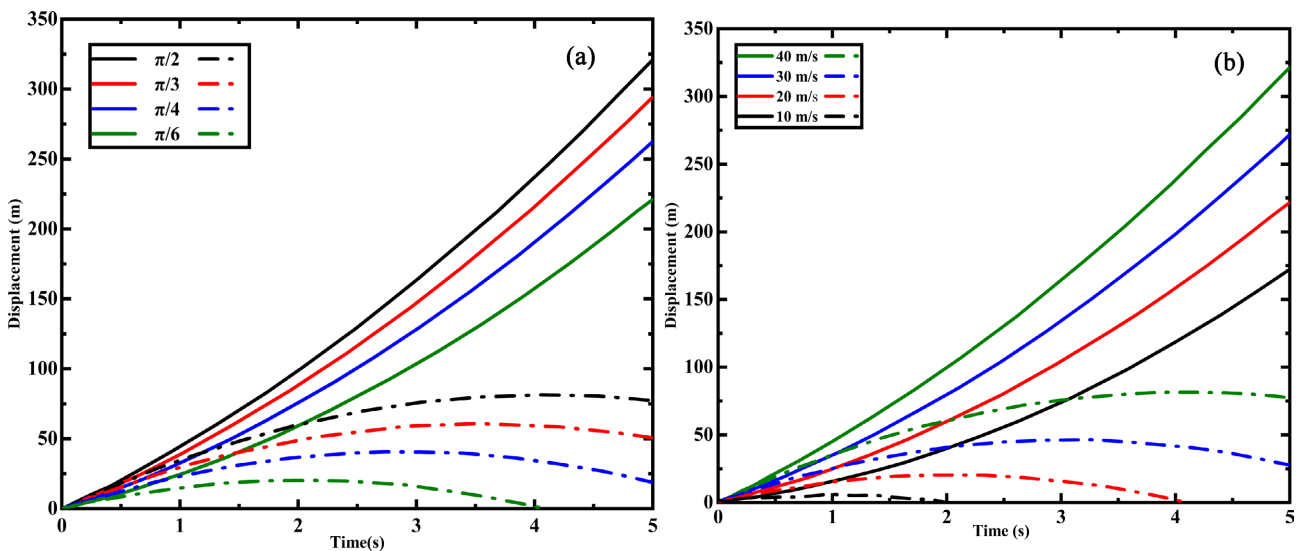 350
300
250
200
150
100
50
0
Displacement (m)
π/2
π/3
π/4
π/6
(a)
0 1 2 3 4 5
Time(s)
350
300
250
200
150
100
50
0
Displacement (m)
40 m/s
30 m/s
20 m/s
10 m/s
(b)
0 1 2 3 4 5
Time (s)